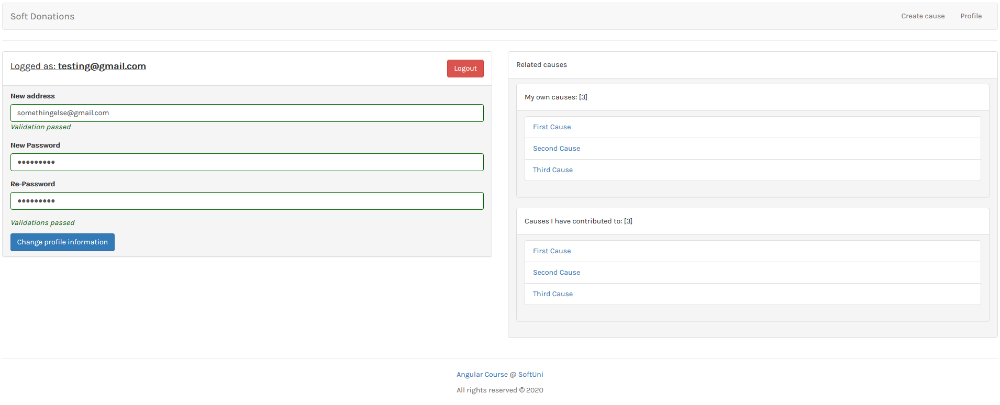 Soft Donations
Create cause
Profile
Logged as: testing@gmail.com
Logout
New address
somethingelse@gmail.com
Validation passed
New Password
●●●●●●●●●
Re-Password
●●●●●●●●●
Validations passed
Change profile information
Related causes
My own causes: [3]
First Cause
Second Cause
Third Cause
Causes I have contributed to: [3]
First Cause
Second Cause
Third Cause
Angular Course @ SoftUni
All rights reserved © 2020